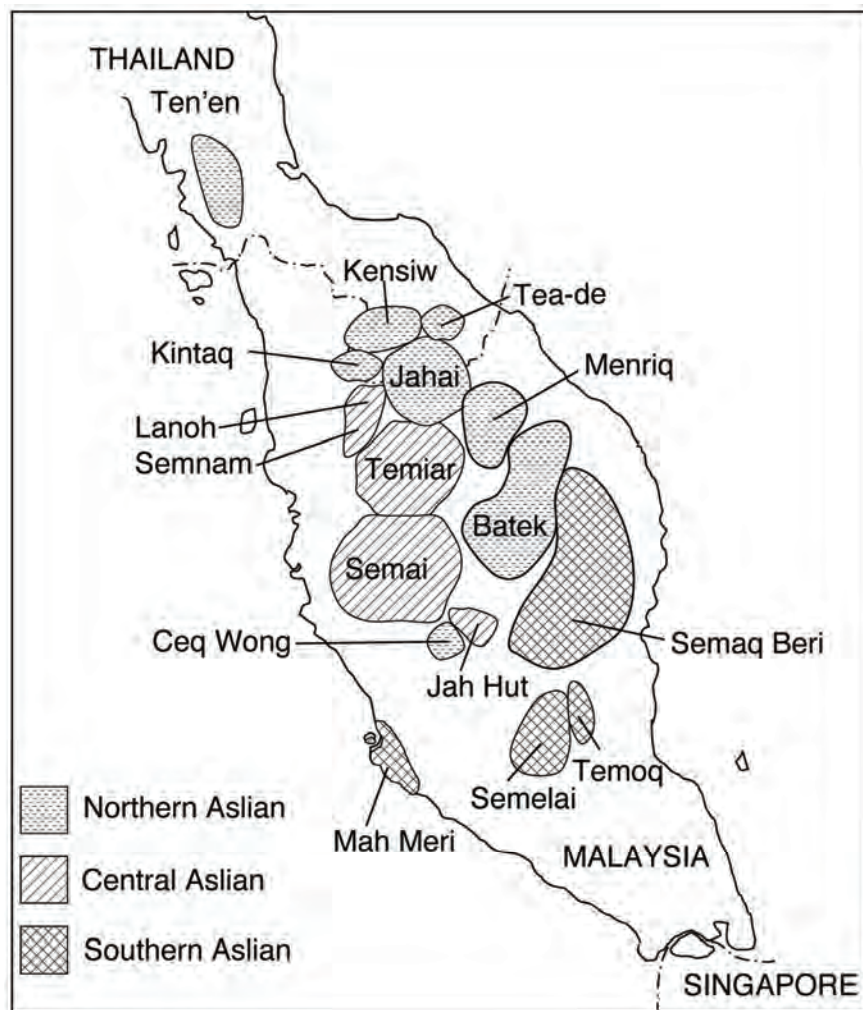 THAILAND
Ten'en
Kensiw
Tea-de
Kintaq
Jahai
Menriq
Lanoh
Semnam
Temiar
Batek
Semai
Ceq Wong
Semaq Beri
Jah Hut
Temoq
Semelai
Mah Meri
MALAYSIA
SINGAPORE
Northern Aslian
Central Aslian
Southern Aslian